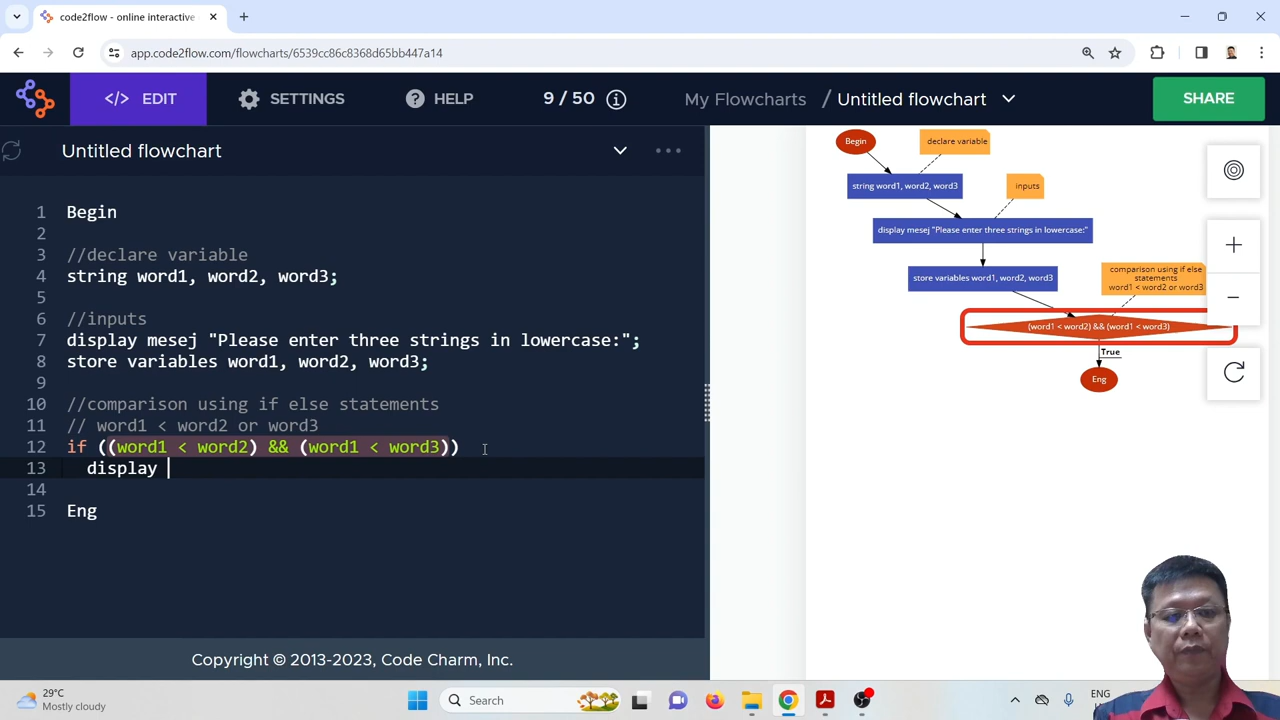 code2flow - online interactive
app.code2flow.com/flowcharts/6539cc86c8368d65bb447a14
</> EDIT
SETTINGS
HELP
9 / 50
My Flowcharts / Untitled flowchart
SHARE
Untitled flowchart
1 Begin
2
3 //declare variable
4 string word1, word2, word3;
5
6 //inputs
7 display mesej "Please enter three strings in lowercase:";
8 store variables word1, word2, word3;
9
10 //comparison using if else statements
11 // word1 < word2 or word3
12 if ((word1 < word2) && (word1 < word3))
13 display
14
15 Eng
Copyright © 2013-2023, Code Charm, Inc.
Begin
declare variable
string word1, word2, word3
inputs
display mesej "Please enter three strings in lowercase:"
store variables word1, word2, word3
comparison using if else
statements
word1 < word2 or word3
(word1 < word2) && (word1 < word3)
True
Eng
29°C
Mostly cloudy
Search
ENG